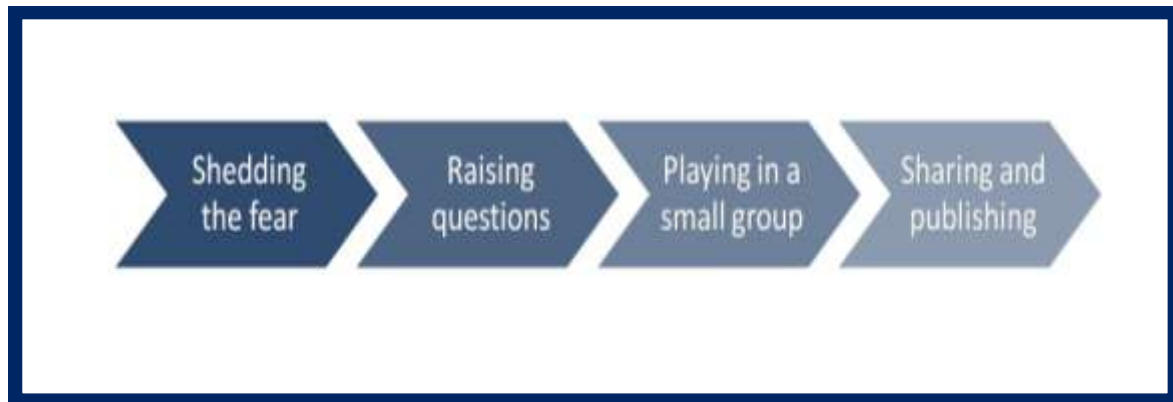 Shedding
the fear
Raising
questions
Playing in a
small group
Sharing and
publishing